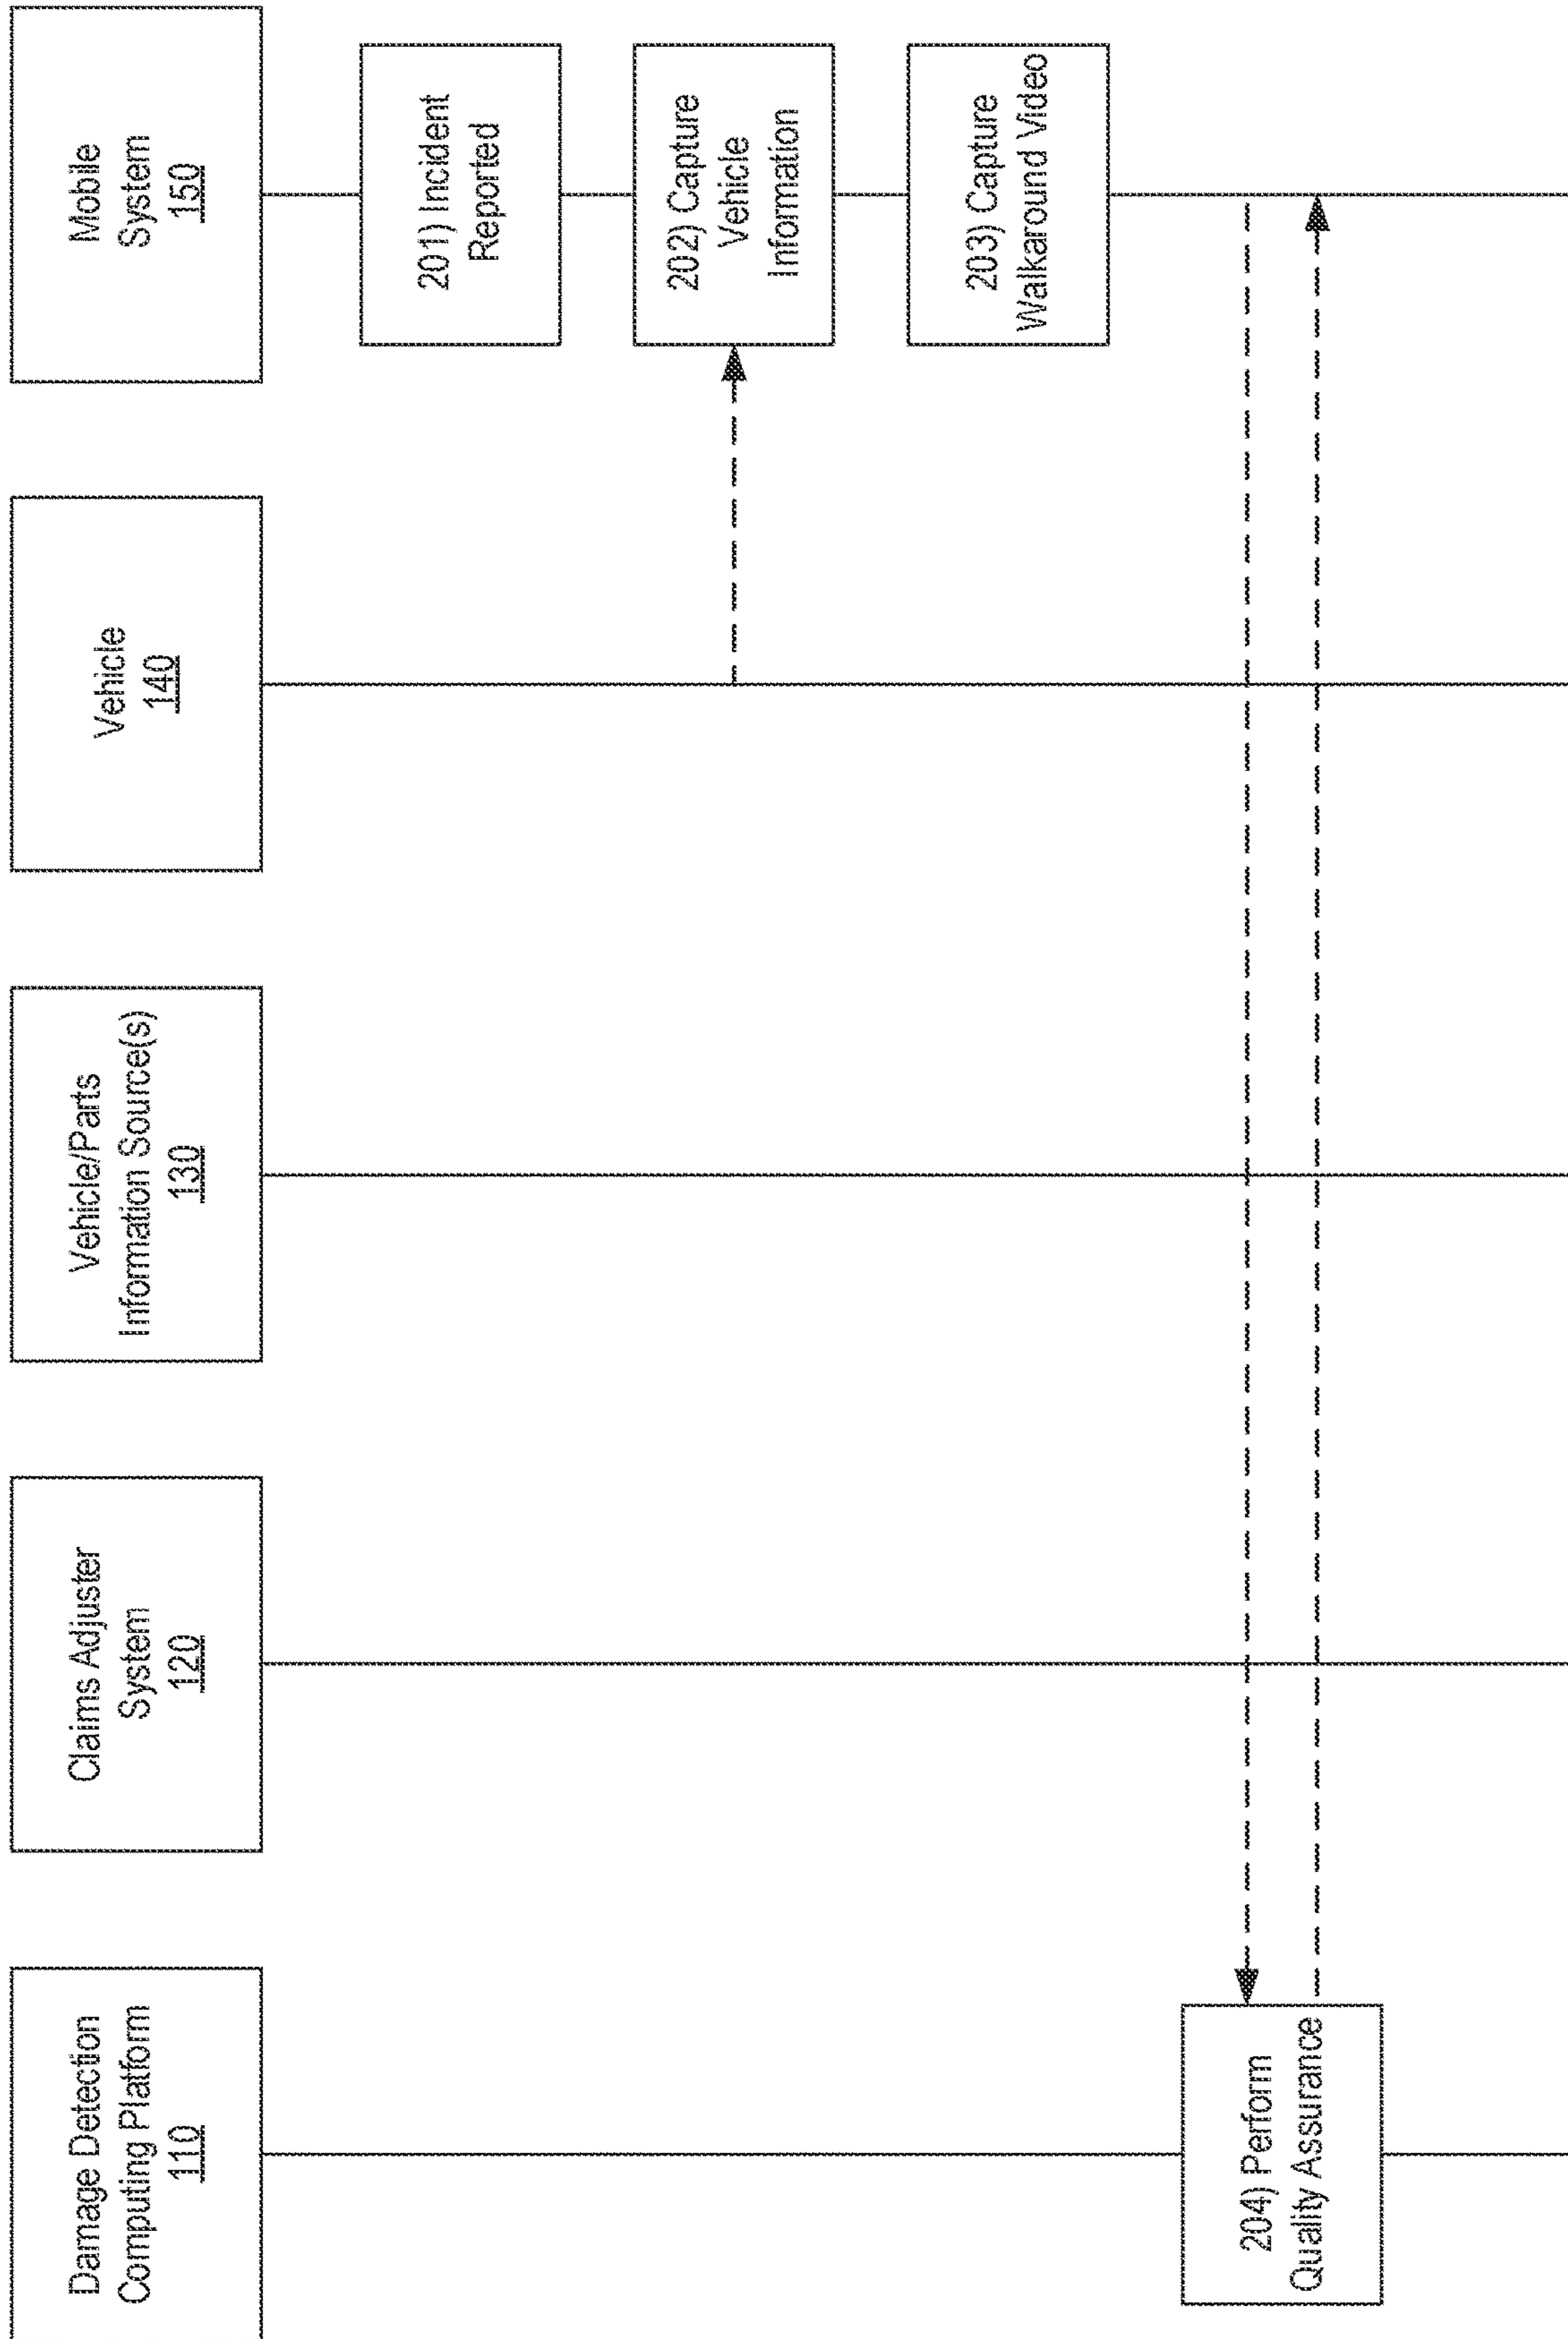 Damage Detection
Computing Platform
110
Claims Adjuster
System
120
Vehicle/Parts
Information Source(s)
130
Vehicle
140
Mobile
System
150
201) Incident
Reported
202) Capture
Vehicle
Information
203) Capture
Walkaround Video
204) Perform
Quality Assurance